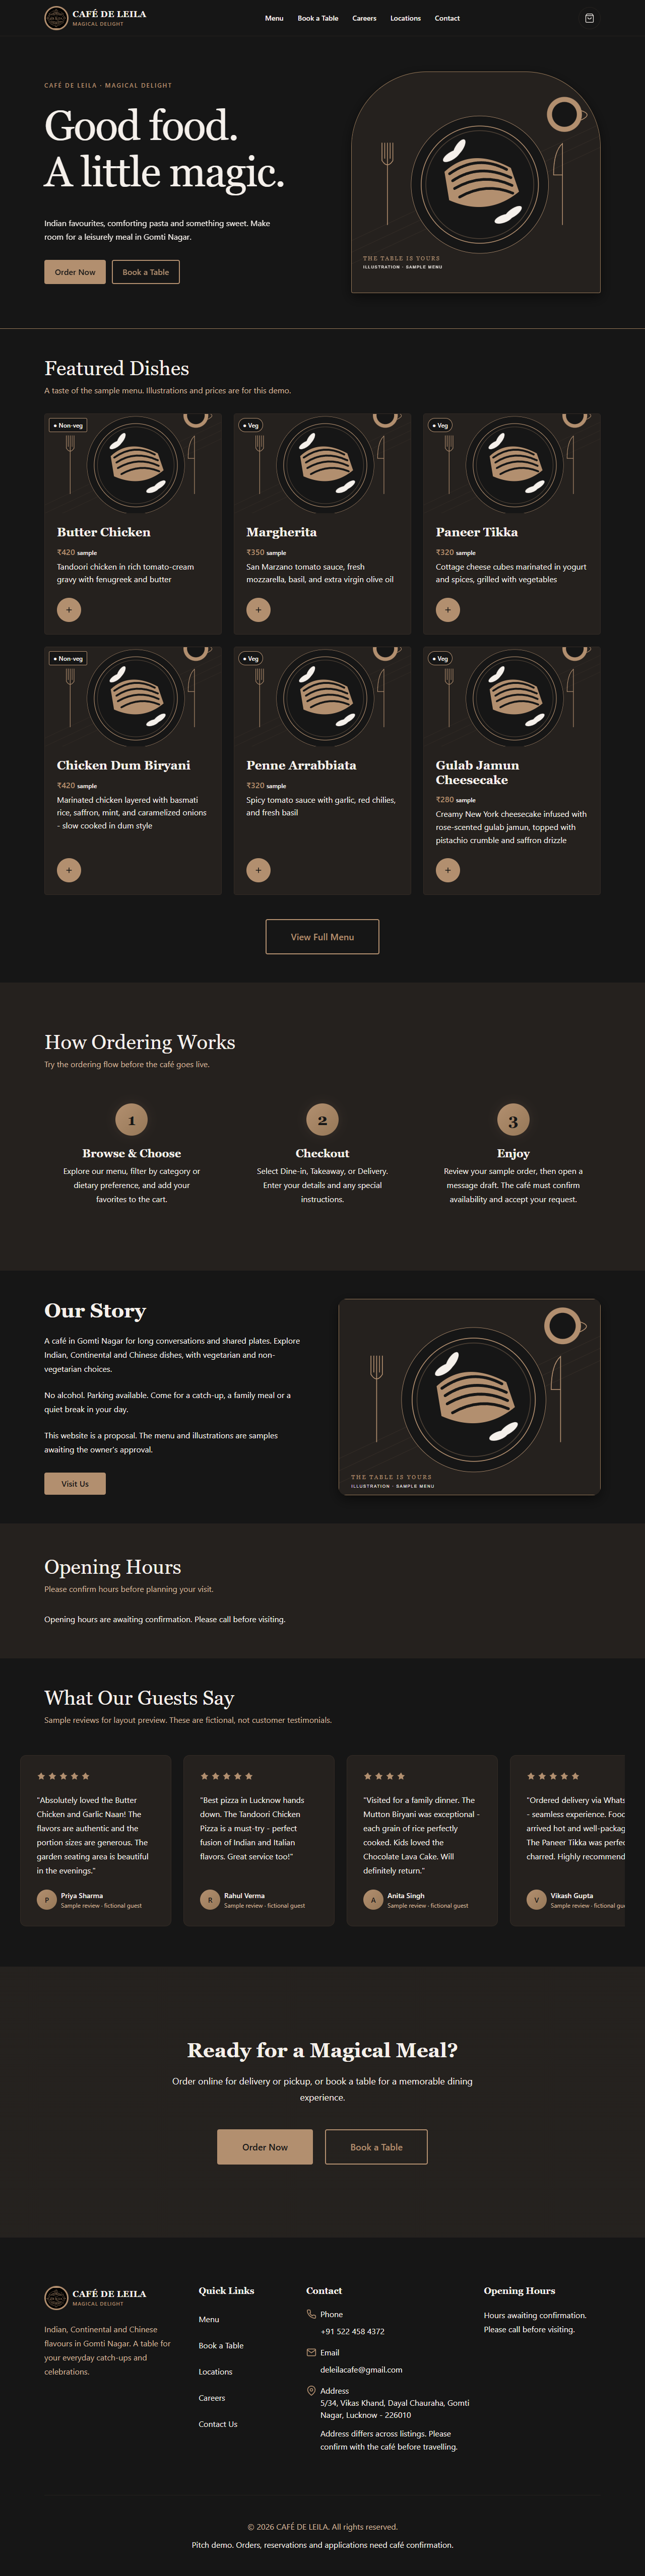 CAFÉ DE LEILA
MAGICAL DELIGHT
Menu
Book a Table
Careers
Locations
Contact
CAFÉ DE LEILA · MAGICAL DELIGHT
Good food.
A little magic.
Indian favourites, comforting pasta and something sweet. Make
room for a leisurely meal in Gomti Nagar.
Order Now
Book a Table
THE TABLE IS YOURS
ILLUSTRATION · SAMPLE MENU
Featured Dishes
A taste of the sample menu. Illustrations and prices are for this demo.
Non-veg
Butter Chicken
₹420 sample
Tandoori chicken in rich tomato-cream
gravy with fenugreek and butter
+
Veg
Margherita
₹350 sample
San Marzano tomato sauce, fresh
mozzarella, basil, and extra virgin olive oil
+
Veg
Paneer Tikka
₹320 sample
Cottage cheese cubes marinated in yogurt
and spices, grilled with vegetables
+
Non-veg
Chicken Dum Biryani
₹420 sample
Marinated chicken layered with basmati
rice, saffron, mint, and caramelized onions
- slow cooked in dum style
+
Veg
Penne Arrabbiata
₹320 sample
Spicy tomato sauce with garlic, red chilies,
and fresh basil
+
Veg
Gulab Jamun
Cheesecake
₹280 sample
Creamy New York cheesecake infused with
rose-scented gulab jamun, topped with
pistachio crumble and saffron drizzle
+
View Full Menu
How Ordering Works
Try the ordering flow before the café goes live.
1
Browse & Choose
Explore our menu, filter by category or
dietary preference, and add your
favorites to the cart.
2
Checkout
Select Dine-in, Takeaway, or Delivery.
Enter your details and any special
instructions.
3
Enjoy
Review your sample order, then open a
message draft. The café must confirm
availability and accept your request.
Our Story
A café in Gomti Nagar for long conversations and shared plates. Explore
Indian, Continental and Chinese dishes, with vegetarian and non-
vegetarian choices.
No alcohol. Parking available. Come for a catch-up, a family meal or a
quiet break in your day.
This website is a proposal. The menu and illustrations are samples
awaiting the owner's approval.
Visit Us
THE TABLE IS YOURS
ILLUSTRATION · SAMPLE MENU
Opening Hours
Please confirm hours before planning your visit.
Opening hours are awaiting confirmation. Please call before visiting.
What Our Guests Say
Sample reviews for layout preview. These are fictional, not customer testimonials.
"Absolutely loved the Butter
Chicken and Garlic Naan! The
flavors are authentic and the
portion sizes are generous. The
garden seating area is beautiful
in the evenings."
P
Priya Sharma
Sample review · fictional guest
"Best pizza in Lucknow hands
down. The Tandoori Chicken
Pizza is a must-try - perfect
fusion of Indian and Italian
flavors. Great service too!"
R
Rahul Verma
Sample review · fictional guest
"Visited for a family dinner. The
Mutton Biryani was exceptional -
each grain of rice perfectly
cooked. Kids loved the
Chocolate Lava Cake. Will
definitely return."
A
Anita Singh
Sample review · fictional guest
"Ordered delivery via Whats
- seamless experience. Food
arrived hot and well-packag
The Paneer Tikka was perfec
charred. Highly recommend
V
Vikash Gupta
Sample review · fictional gu
Ready for a Magical Meal?
Order online for delivery or pickup, or book a table for a memorable dining
experience.
Order Now
Book a Table
CAFÉ DE LEILA
MAGICAL DELIGHT
Indian, Continental and Chinese
flavours in Gomti Nagar. A table for
your everyday catch-ups and
celebrations.
Quick Links
Menu
Book a Table
Locations
Careers
Contact Us
Contact
Phone
+91 522 458 4372
Email
deleilacafe@gmail.com
Address
5/34, Vikas Khand, Dayal Chauraha, Gomti
Nagar, Lucknow - 226010
Address differs across listings. Please
confirm with the café before travelling.
Opening Hours
Hours awaiting confirmation.
Please call before visiting.
© 2026 CAFÉ DE LEILA. All rights reserved.
Pitch demo. Orders, reservations and applications need café confirmation.